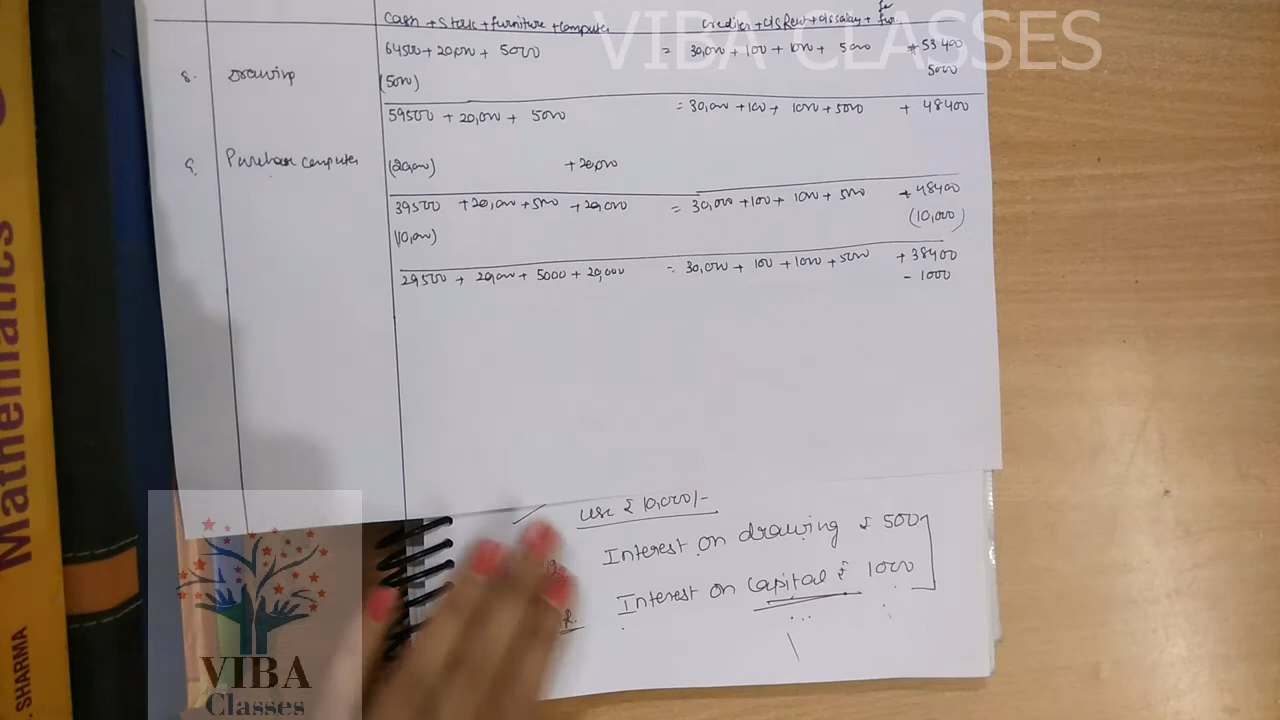 VIBA CLASSES
Cash + Stock + furniture + computer
64500 + 20,000 + 5000 = 30,000 + 100 + 1000 + 5000 + 53400
8. Drawing (5000) 5000
59500 + 20,000 + 5000 = 30,000 + 100 + 1000 + 5000 + 48400
9. Purchase computer (20,000) + 20,000
39500 + 20,000 + 5000 + 20,000 = 30,000 + 100 + 1000 + 5000 + 48400
(10,000) (10,000)
29500 + 20,000 + 5000 + 20,000 = 30,000 + 100 + 1000 + 5000 + 38400
- 1000
use ₹ 10,000/-
Interest on drawing ₹ 500
Interest on Capital ₹ 1000
Mathematics
SHARMA
VIBA
Classes